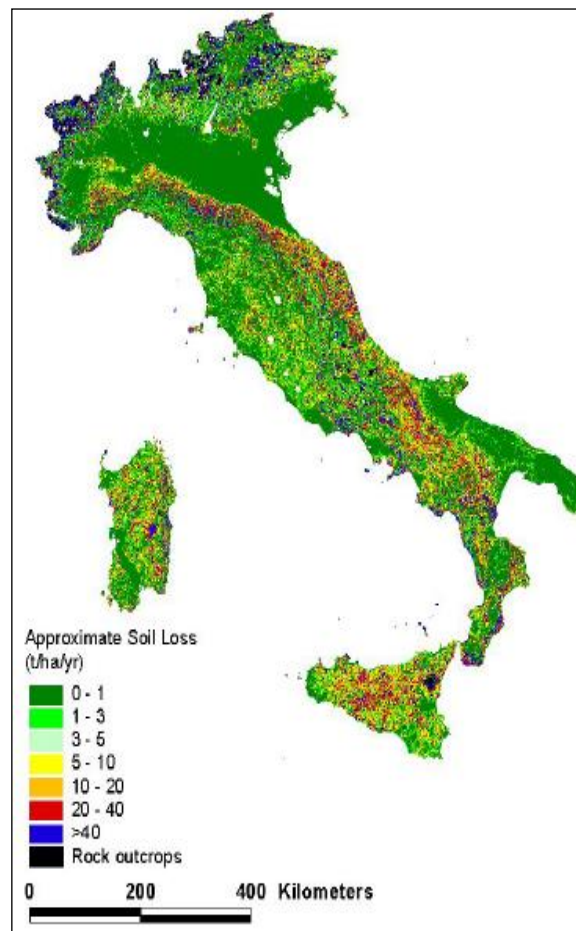 Approximate Soil Loss
(t/ha/yr)
0 - 1
1 - 3
3 - 5
5 - 10
10 - 20
20 - 40
>40
Rock outcrops
0 200 400 Kilometers